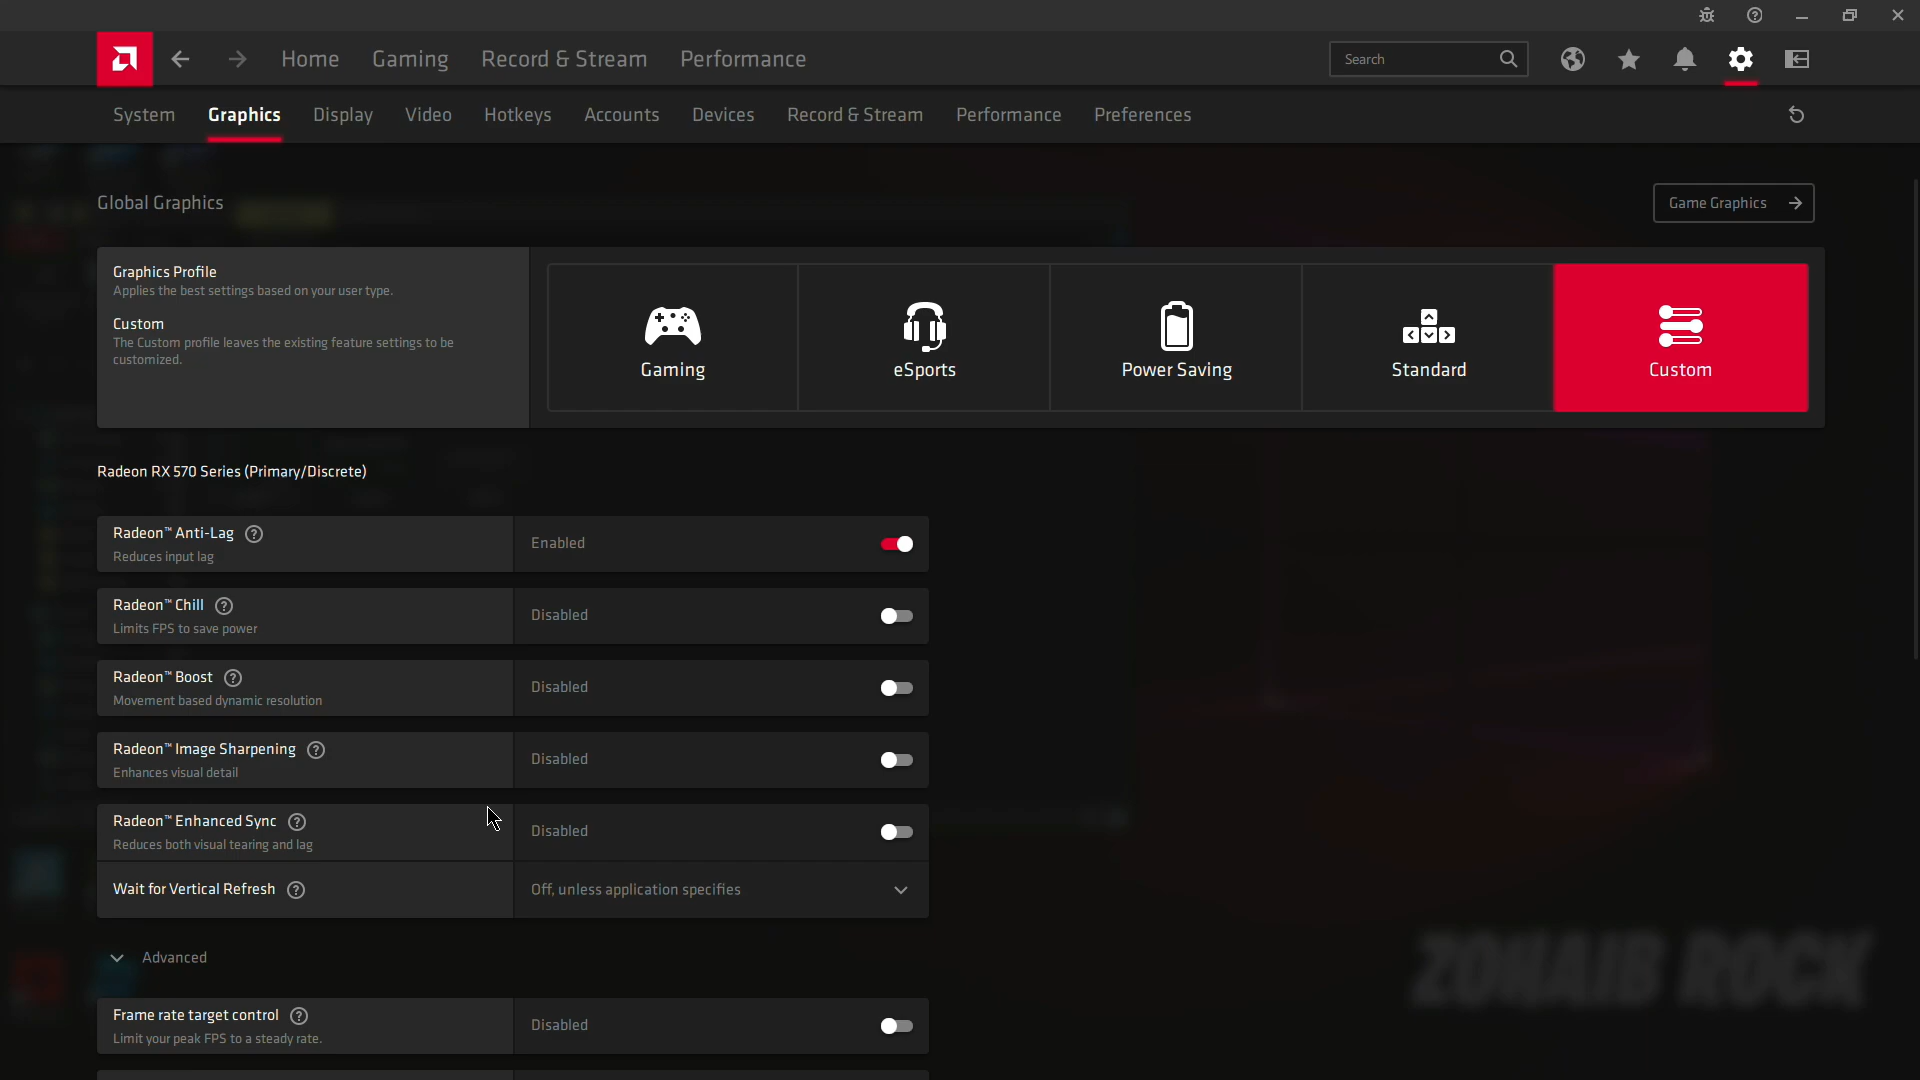 Home
Gaming
Record & Stream
Performance
Search
System
Graphics
Display
Video
Hotkeys
Accounts
Devices
Record & Stream
Performance
Preferences
Global Graphics
Game Graphics
Graphics Profile
Applies the best settings based on your user type.
Custom
The Custom profile leaves the existing feature settings to be
customized.
Gaming
eSports
Power Saving
Standard
Custom
Radeon RX 570 Series (Primary/Discrete)
Radeon™ Anti-Lag
Reduces input lag
Enabled
Radeon™ Chill
Limits FPS to save power
Disabled
Radeon™ Boost
Movement based dynamic resolution
Disabled
Radeon™ Image Sharpening
Enhances visual detail
Disabled
Radeon™ Enhanced Sync
Reduces both visual tearing and lag
Disabled
Wait for Vertical Refresh
Off, unless application specifies
Advanced
Frame rate target control
Limit your peak FPS to a steady rate.
Disabled
ZOHAIB ROCK